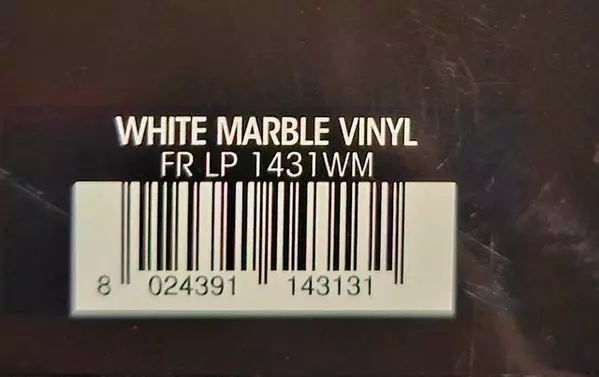 WHITE MARBLE VINYL
FR LP 1431WM
8 024391 143131